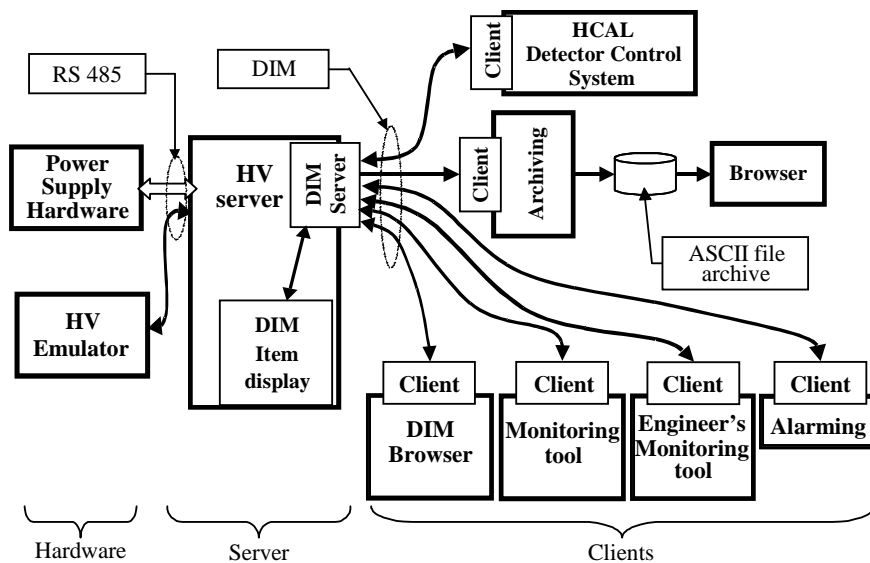 RS 485
DIM
Client
HCAL
Detector Control
System
Power
Supply
Hardware
HV
server
DIM
Server
Client
Archiving
Browser
ASCII file
archive
HV
Emulator
DIM
Item
display
Client
DIM
Browser
Client
Monitoring
tool
Client
Engineer’s
Monitoring
tool
Client
Alarming
Hardware
Server
Clients